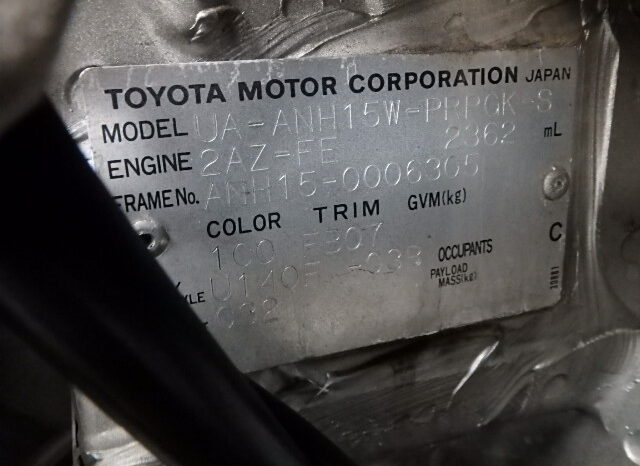 TOYOTA MOTOR CORPORATION JAPAN
MODEL UA-ANH15W-PRPQK-S
ENGINE 2AZ-FE 2362 mL
FRAME No. ANH15-0006305
COLOR TRIM GVM(kg)
1C0 FB07 C
U140F -03B OCCUPANTS
PAYLOAD MASS(kg)